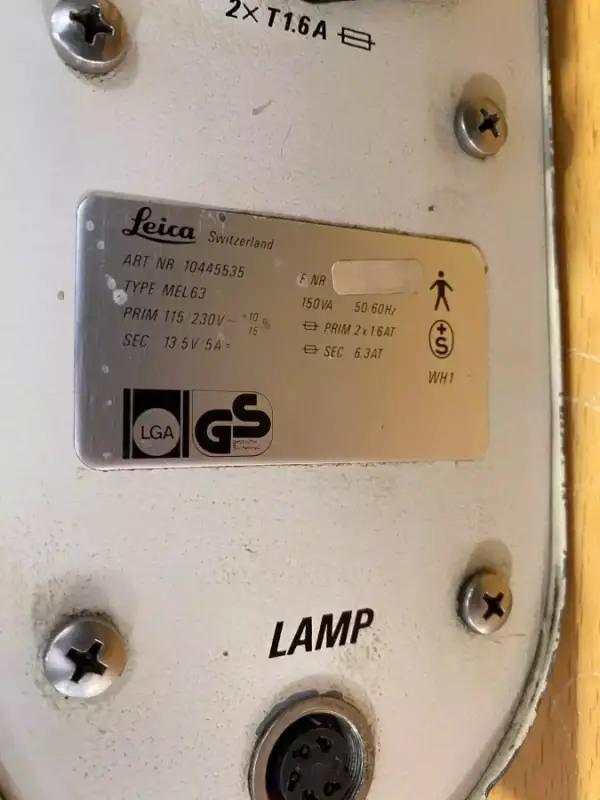 2× T1.6A
Leica Switzerland
ART NR 10445535
TYPE MEL63
PRIM 115/230V~ +10 %
15
SEC 13.5V/5A=
F NR
150VA 50/60Hz
PRIM 2x1.6AT
SEC 6.3AT
+S
WH1
LGA
GS
LAMP